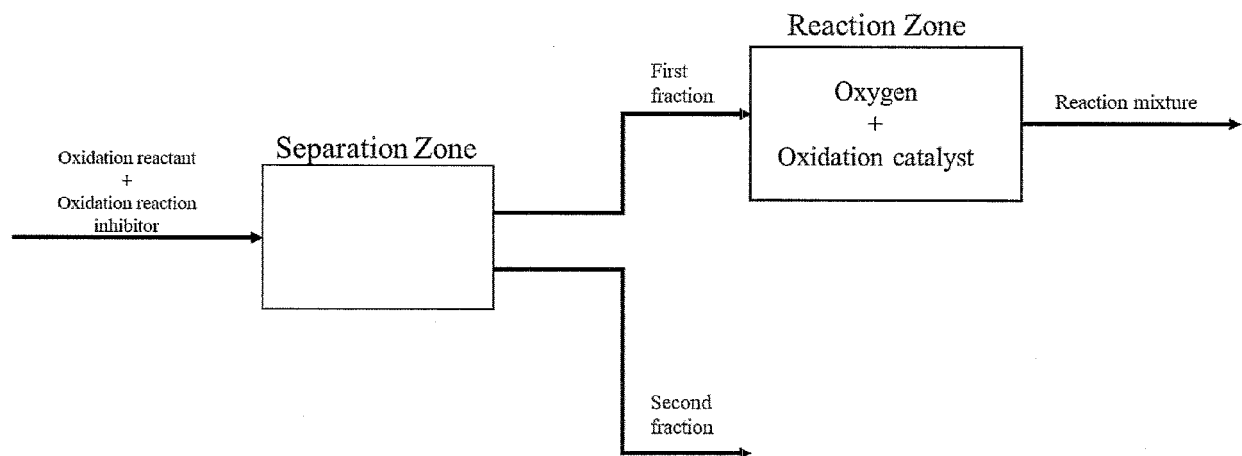 Reaction Zone
First
fraction
Oxygen
+
Oxidation catalyst
Reaction mixture
Separation Zone
Oxidation reactant
+
Oxidation reaction
inhibitor
Second
fraction